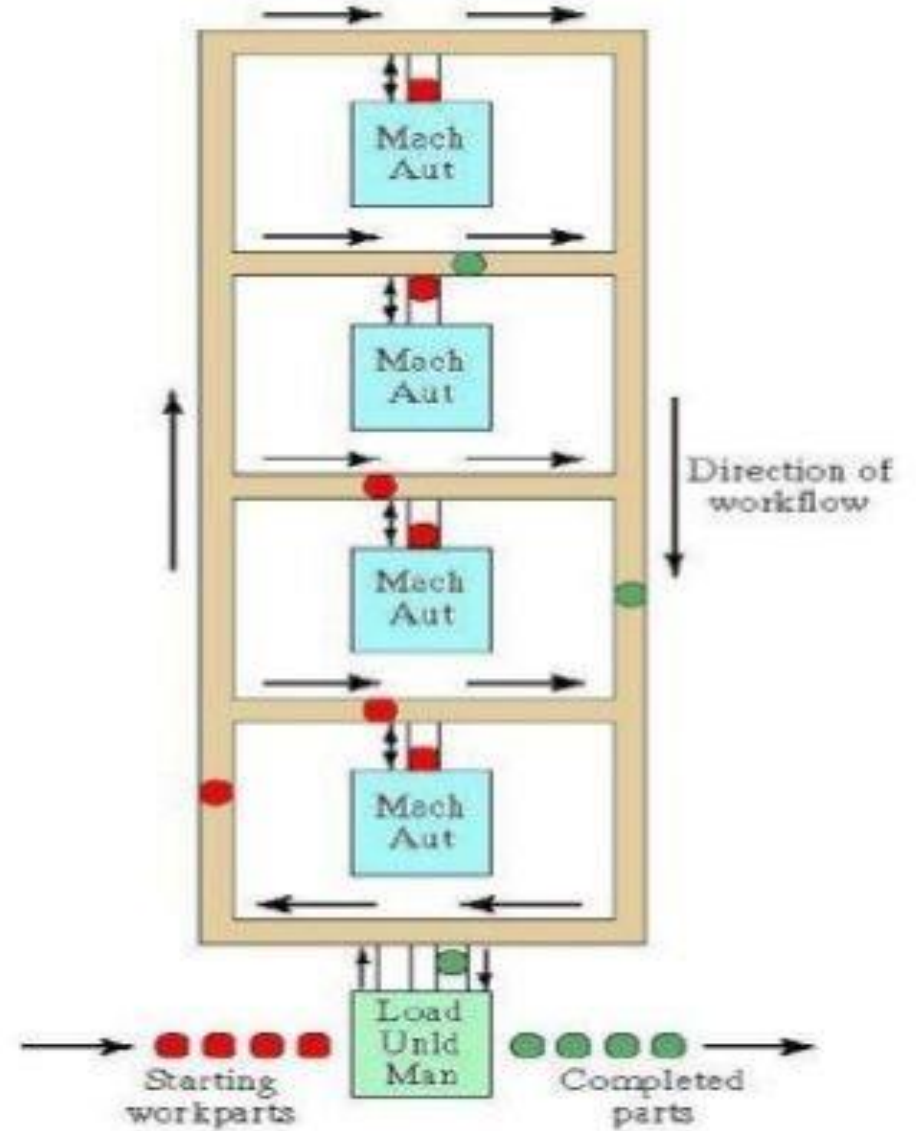 Mach
Aut
Mach
Aut
Direction of
workflow
Mach
Aut
Mach
Aut
Load
Unld
Man
Starting
workparts
Completed
parts